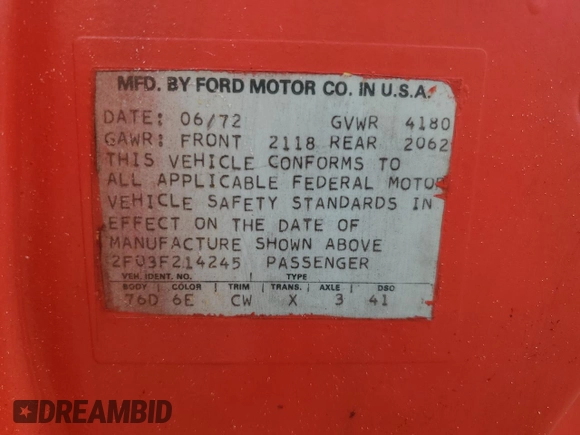 MFD. BY FORD MOTOR CO. IN U.S.A.
DATE: 06/72 GVWR 4180
GAWR: FRONT 2118 REAR 2062
THIS VEHICLE CONFORMS TO
ALL APPLICABLE FEDERAL MOTOR
VEHICLE SAFETY STANDARDS IN
EFFECT ON THE DATE OF
MANUFACTURE SHOWN ABOVE
2F03F214245 PASSENGER
VEH. IDENT. NO. TYPE
BODY COLOR TRIM TRANS. AXLE DSO
76D 6E CW X 3 41
DREAMBID